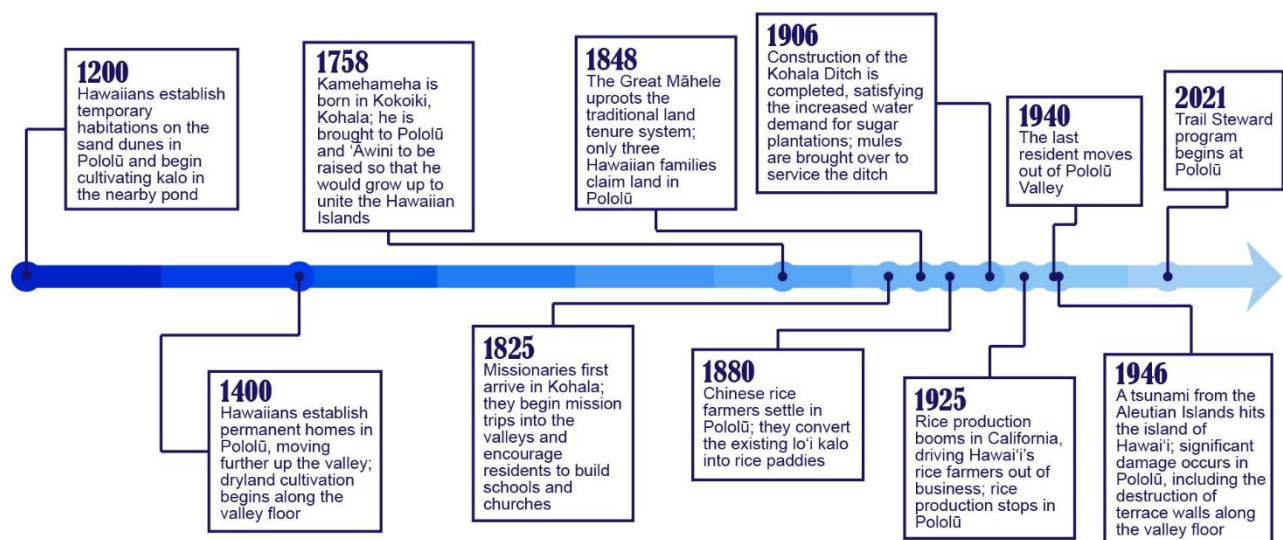 1200
Hawaiians establish
temporary
habitations on the
sand dunes in
Pololū and begin
cultivating kalo in
the nearby pond
1758
Kamehameha is
born in Kokoiki,
Kohala; he is
brought to Pololū
and ʻĀwini to be
raised so that he
would grow up to
unite the Hawaiian
Islands
1848
The Great Māhele
uproots the
traditional land
tenure system;
only three
Hawaiian families
claim land in
Pololū
1906
Construction of the
Kohala Ditch is
completed, satisfying
the increased water
demand for sugar
plantations; mules
are brought over to
service the ditch
1940
The last
resident moves
out of Pololū
Valley
2021
Trail Steward
program
begins at
Pololū
1400
Hawaiians establish
permanent homes in
Pololū, moving
further up the valley;
dryland cultivation
begins along the
valley floor
1825
Missionaries first
arrive in Kohala;
they begin mission
trips into the
valleys and
encourage
residents to build
schools and
churches
1880
Chinese rice
farmers settle in
Pololū; they convert
the existing loʻi kalo
into rice paddies
1925
Rice production
booms in California,
driving Hawaiʻi’s
rice farmers out of
business; rice
production stops in
Pololū
1946
A tsunami from the
Aleutian Islands hits
the island of
Hawaiʻi; significant
damage occurs in
Pololū, including the
destruction of
terrace walls along
the valley floor